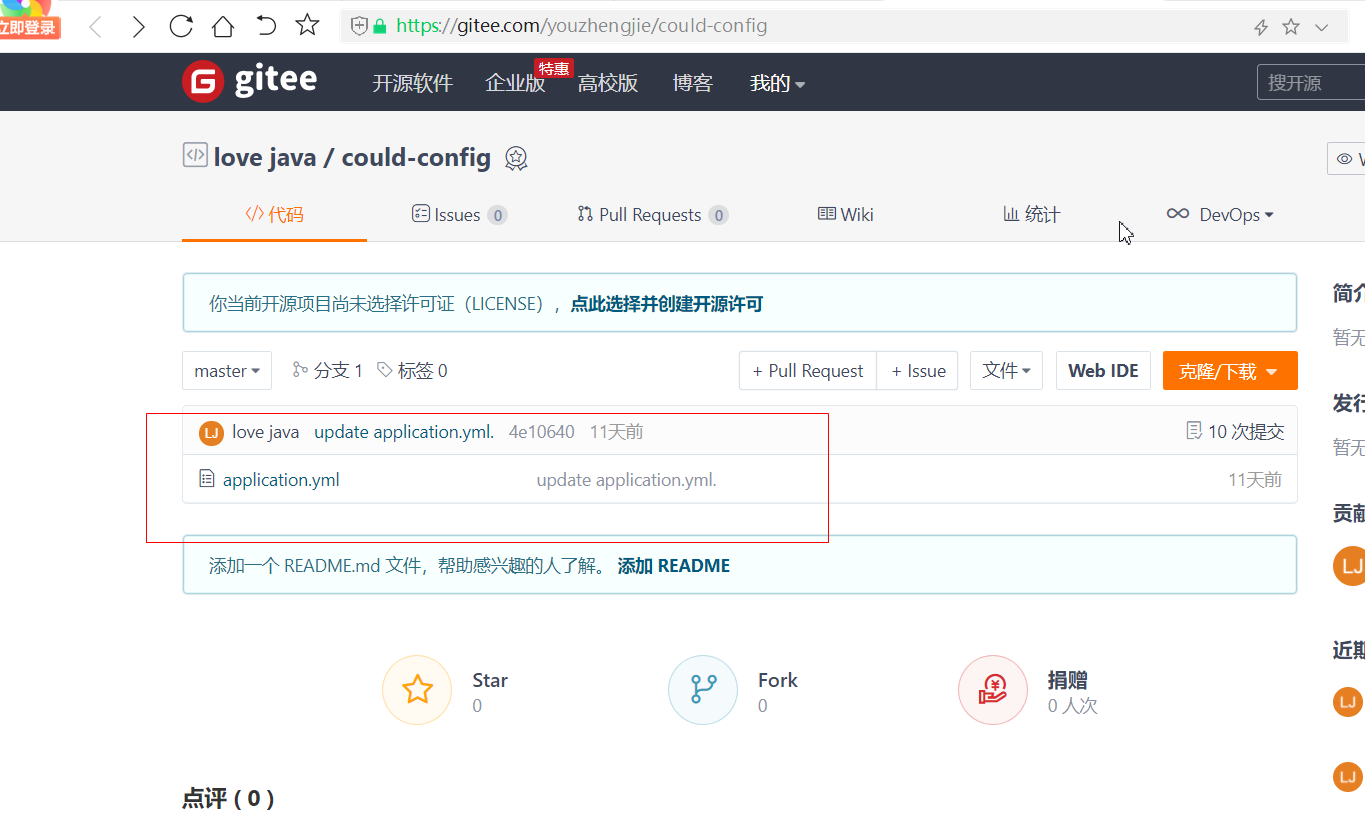 立即登录
https://gitee.com/youzhengjie/could-config
gitee
开源软件 企业版 特惠 高校版 博客 我的
搜开源
love java / could-config
代码 Issues 0 Pull Requests 0 Wiki 统计 DevOps
你当前开源项目尚未选择许可证（LICENSE），点此选择并创建开源许可
简介
暂无
master 分支 1 标签 0 + Pull Request + Issue 文件 Web IDE 克隆/下载
发行
LJ love java update application.yml. 4e10640 11天前 10 次提交
暂无
application.yml update application.yml. 11天前
贡献
添加一个 README.md 文件，帮助感兴趣的人了解。 添加 README
LJ
近期
Star
0
Fork
0
捐赠
0 人次
LJ
LJ
点评 ( 0 )